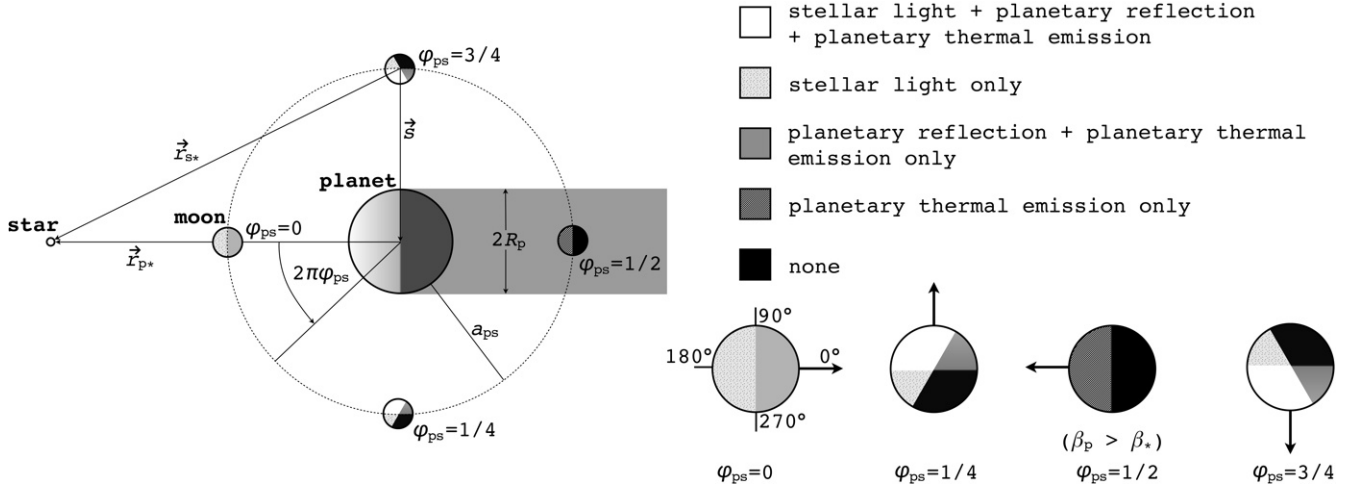 φps=3/4
s⃗
r⃗s*
planet
star
moon
φps=0
r⃗p*
2Rp
2πφps
φps=1/2
aps
φps=1/4
stellar light + planetary reflection
+ planetary thermal emission
stellar light only
planetary reflection + planetary thermal
emission only
planetary thermal emission only
none
90°
180°
0°
270°
(βp > β*)
φps=0
φps=1/4
φps=1/2
φps=3/4